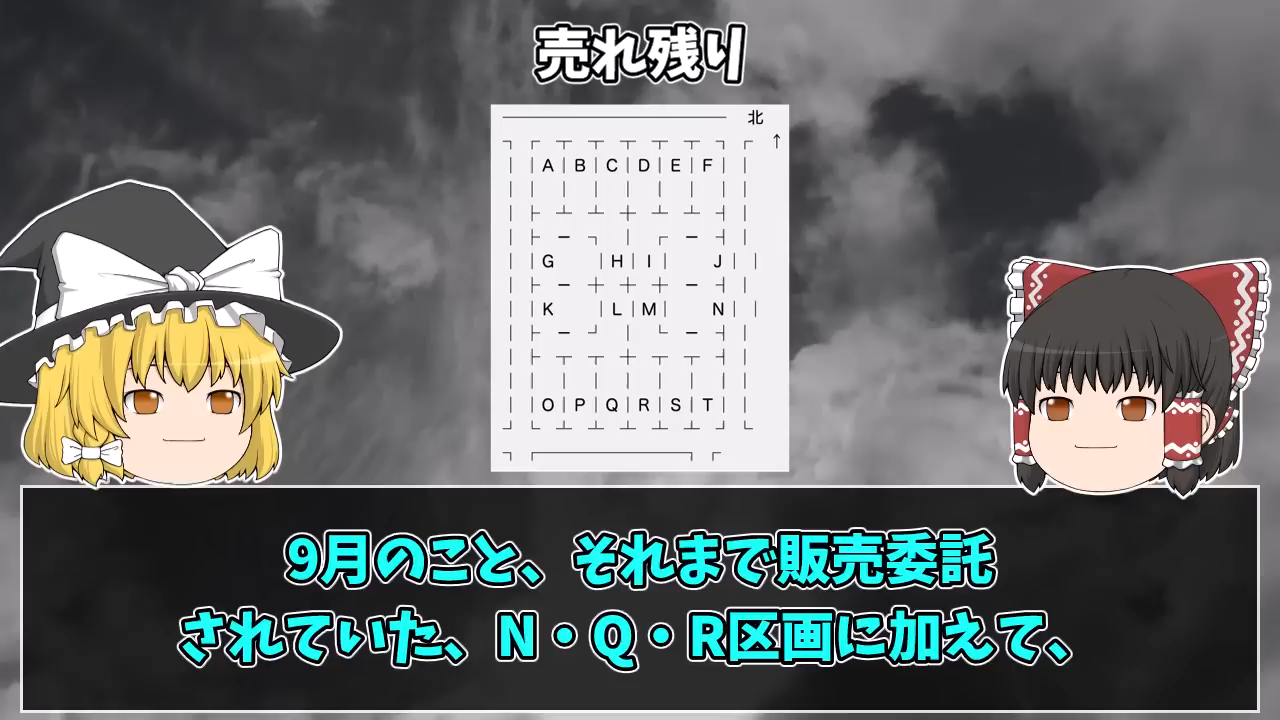 売れ残り
北
↑
A B C D E F
G H I J
K L M N
O P Q R S T
9月のこと、それまで販売委託
されていた、N・Q・R区画に加えて、